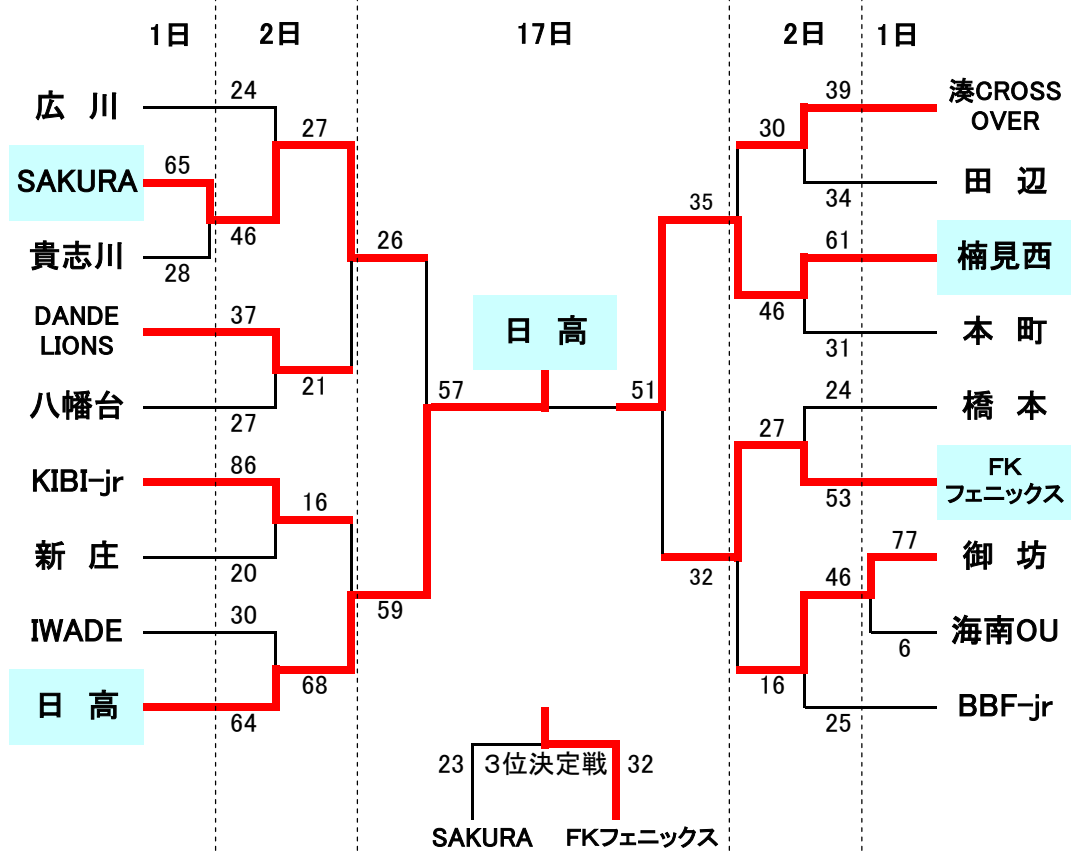 1日 2日 17日 2日 1日
広 川
24
27
SAKURA
65
46
貴志川
28
26
DANDE
LIONS
37
21
八幡台
27
57
KIBI-jr
86
16
新 庄
20
59
IWADE
30
68
日 高
64
日 高
湊CROSS
OVER
39
30
田 辺
34
35
楠見西
61
46
本 町
31
51
橋 本
24
27
FK
フェニックス
53
32
御 坊
77
46
海南OU
6
16
BBF-jr
25
23 3位決定戦 32
SAKURA FKフェニックス